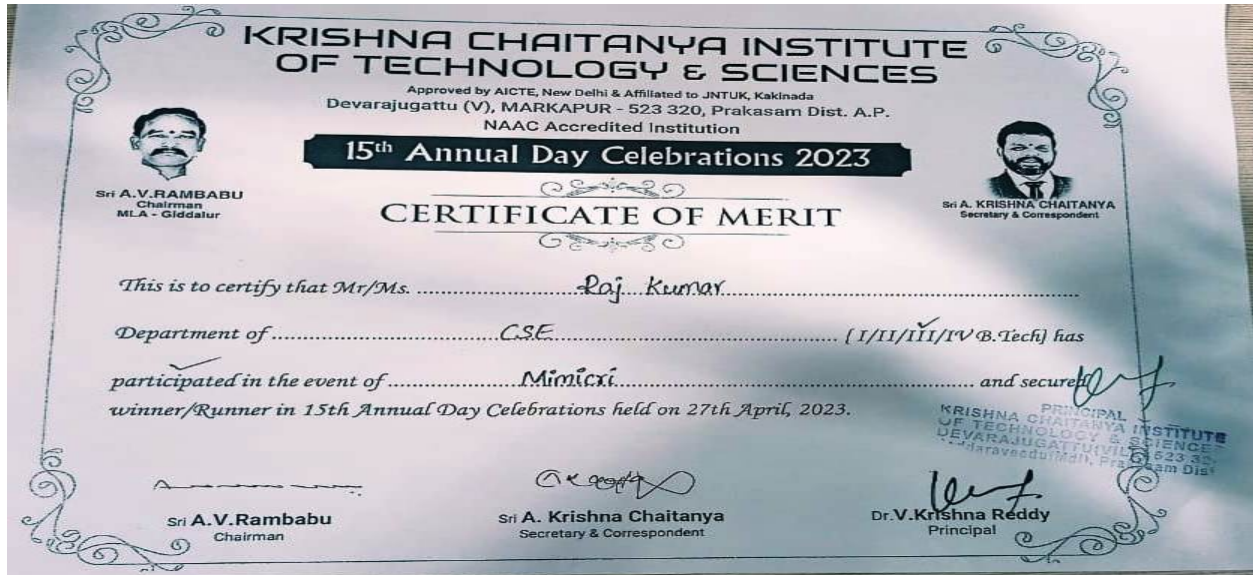 KRISHNA CHAITANYA INSTITUTE
OF TECHNOLOGY & SCIENCES
Approved by AICTE, New Delhi & Affiliated to JNTUK, Kakinada
Devarajugattu (V), MARKAPUR - 523 320, Prakasam Dist. A.P.
NAAC Accredited Institution
15th Annual Day Celebrations 2023
Sri A.V.RAMBABU
Chairman
MLA - Giddalur
Sri A. KRISHNA CHAITANYA
Secretary & Correspondent
CERTIFICATE OF MERIT
This is to certify that Mr/Ms. Raj Kumar
Department of CSE (I/II/III/IV B.Tech) has
participated in the event of Mimicri and secured
winner/Runner in 15th Annual Day Celebrations held on 27th April, 2023.
PRINCIPAL
KRISHNA CHAITANYA INSTITUTE
OF TECHNOLOGY & SCIENCE
DEVARAJUGATTU(VILL) 523 32
Dist
Sri A.V.Rambabu
Chairman
Sri A. Krishna Chaitanya
Secretary & Correspondent
Dr.V.Krishna Reddy
Principal